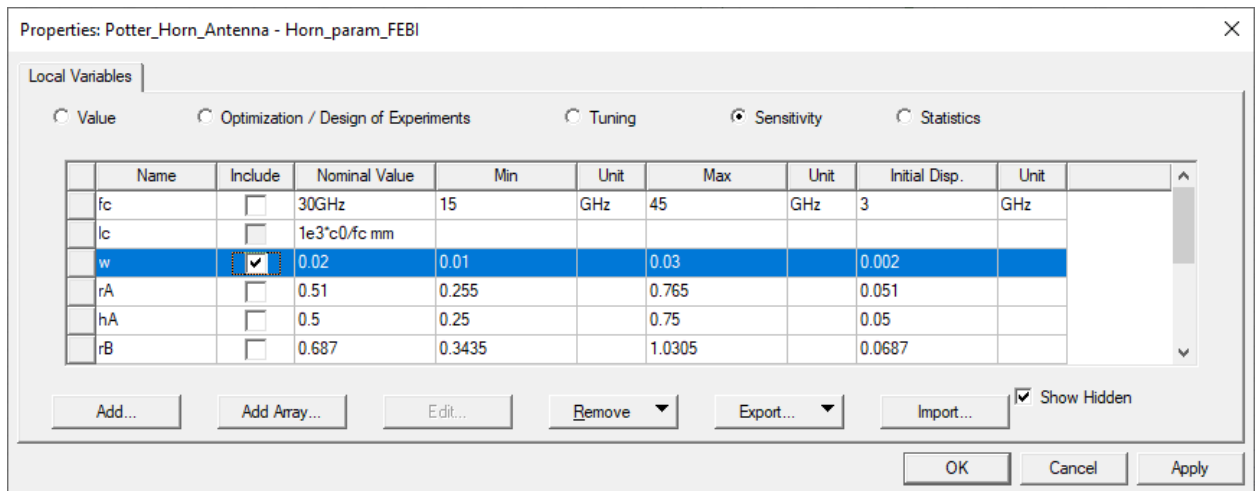 Properties: Potter_Horn_Antenna - Horn_param_FEBI
Local Variables
Value Optimization / Design of Experiments Tuning Sensitivity Statistics
Name Include Nominal Value Min Unit Max Unit Initial Disp. Unit
fc 30GHz 15 GHz 45 GHz 3 GHz
lc 1e3*c0/fc mm
w 0.02 0.01 0.03 0.002
rA 0.51 0.255 0.765 0.051
hA 0.5 0.25 0.75 0.05
rB 0.687 0.3435 1.0305 0.0687
Add... Add Array... Edit... Remove Export... Import... Show Hidden
OK Cancel Apply